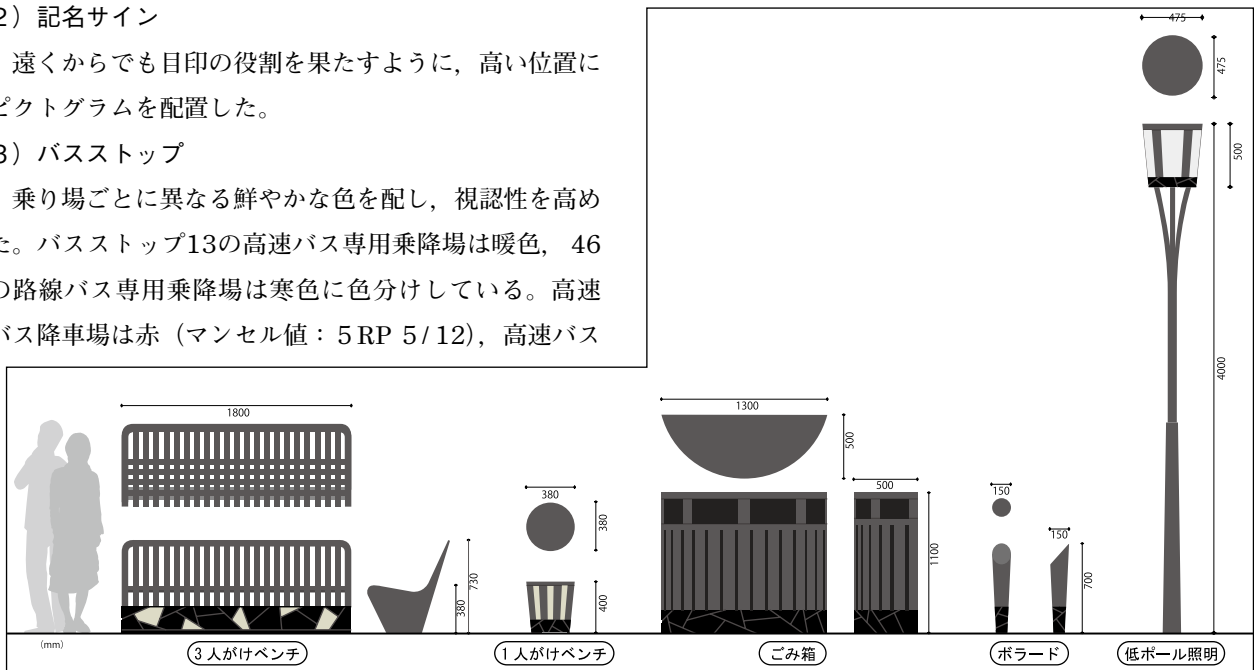 2）記名サイン
遠くからでも目印の役割を果たすように，高い位置に
ピクトグラムを配置した。
3）バスストップ
乗り場ごとに異なる鮮やかな色を配し，視認性を高め
た。バスストップ13の高速バス専用乗降場は暖色， 46
の路線バス専用乗降場は寒色に色分けしている。高速
バス降車場は赤（マンセル値：5RP 5/12），高速バス
475
475
500
4000
1800
730
380
380
380
400
1300
500
500
1100
150
150
700
(mm)
3人がけベンチ
1人がけベンチ
ごみ箱
ボラード
低ポール照明